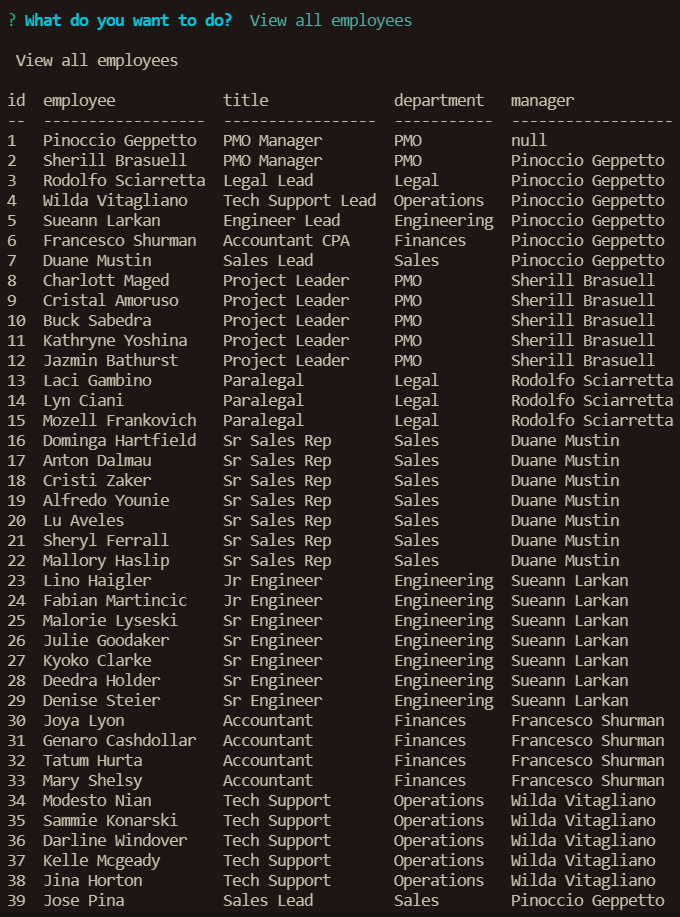 ? What do you want to do?  View all employees
 View all employees
id  employee            title              department   manager
--  ------------------  -----------------  -----------  ------------------
1   Pinoccio Geppetto   PMO Manager        PMO          null
2   Sherill Brasuell    PMO Manager        PMO          Pinoccio Geppetto
3   Rodolfo Sciarretta  Legal Lead         Legal        Pinoccio Geppetto
4   Wilda Vitagliano    Tech Support Lead  Operations   Pinoccio Geppetto
5   Sueann Larkan       Engineer Lead      Engineering  Pinoccio Geppetto
6   Francesco Shurman   Accountant CPA     Finances     Pinoccio Geppetto
7   Duane Mustin        Sales Lead         Sales        Pinoccio Geppetto
8   Charlott Maged      Project Leader     PMO          Sherill Brasuell
9   Cristal Amoruso     Project Leader     PMO          Sherill Brasuell
10  Buck Sabedra        Project Leader     PMO          Sherill Brasuell
11  Kathryne Yoshina    Project Leader     PMO          Sherill Brasuell
12  Jazmin Bathurst     Project Leader     PMO          Sherill Brasuell
13  Laci Gambino        Paralegal          Legal        Rodolfo Sciarretta
14  Lyn Ciani           Paralegal          Legal        Rodolfo Sciarretta
15  Mozell Frankovich   Paralegal          Legal        Rodolfo Sciarretta
16  Dominga Hartfield   Sr Sales Rep       Sales        Duane Mustin
17  Anton Dalmau        Sr Sales Rep       Sales        Duane Mustin
18  Cristi Zaker        Sr Sales Rep       Sales        Duane Mustin
19  Alfredo Younie      Sr Sales Rep       Sales        Duane Mustin
20  Lu Aveles           Sr Sales Rep       Sales        Duane Mustin
21  Sheryl Ferrall      Sr Sales Rep       Sales        Duane Mustin
22  Mallory Haslip      Sr Sales Rep       Sales        Duane Mustin
23  Lino Haigler        Jr Engineer        Engineering  Sueann Larkan
24  Fabian Martincic    Jr Engineer        Engineering  Sueann Larkan
25  Malorie Lyseski     Sr Engineer        Engineering  Sueann Larkan
26  Julie Goodaker      Sr Engineer        Engineering  Sueann Larkan
27  Kyoko Clarke        Sr Engineer        Engineering  Sueann Larkan
28  Deedra Holder       Sr Engineer        Engineering  Sueann Larkan
29  Denise Steier       Sr Engineer        Engineering  Sueann Larkan
30  Joya Lyon           Accountant         Finances     Francesco Shurman
31  Genaro Cashdollar   Accountant         Finances     Francesco Shurman
32  Tatum Hurta         Accountant         Finances     Francesco Shurman
33  Mary Shelsy         Accountant         Finances     Francesco Shurman
34  Modesto Nian        Tech Support       Operations   Wilda Vitagliano
35  Sammie Konarski     Tech Support       Operations   Wilda Vitagliano
36  Darline Windover    Tech Support       Operations   Wilda Vitagliano
37  Kelle Mcgeady       Tech Support       Operations   Wilda Vitagliano
38  Jina Horton         Tech Support       Operations   Wilda Vitagliano
39  Jose Pina           Sales Lead         Sales        Pinoccio Geppetto